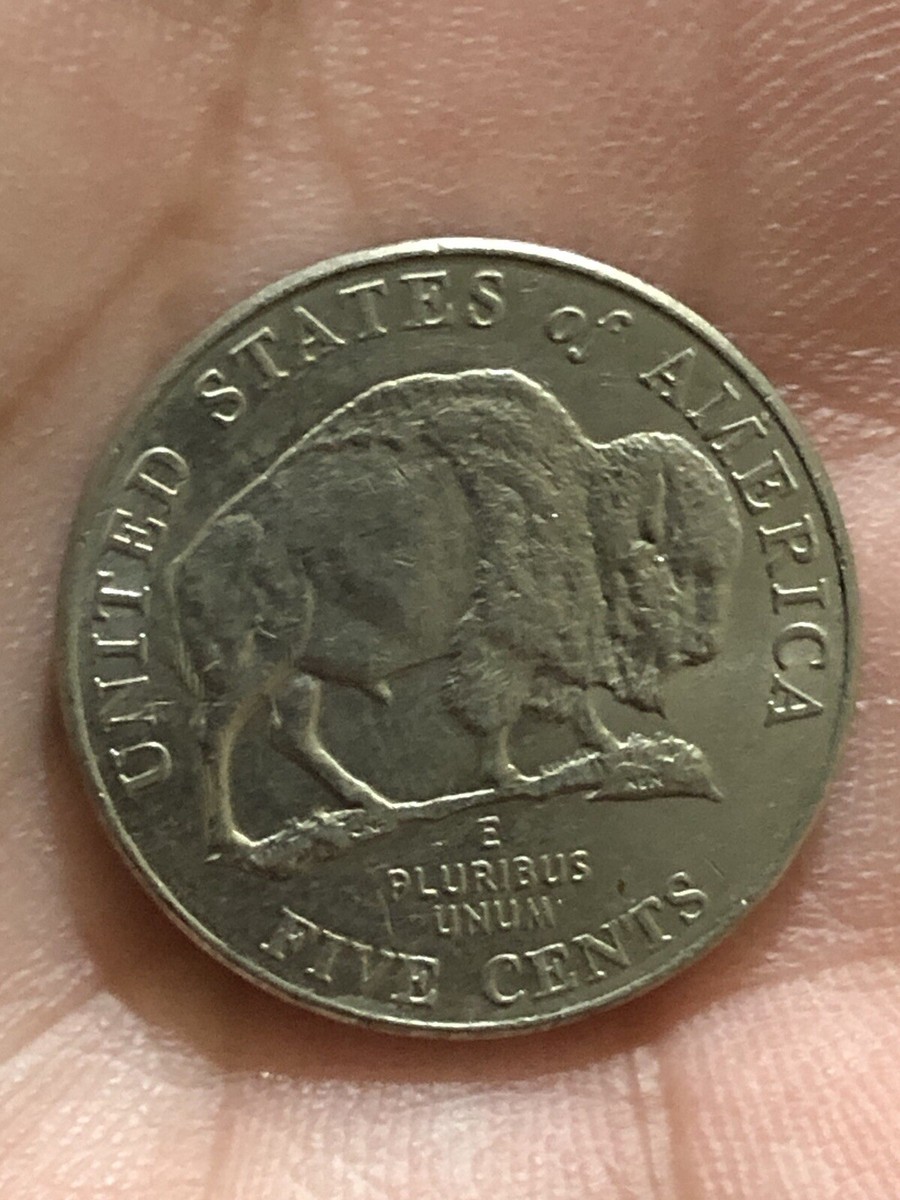 UNITED STATES of AMERICA
E
PLURIBUS
UNUM
FIVE CENTS